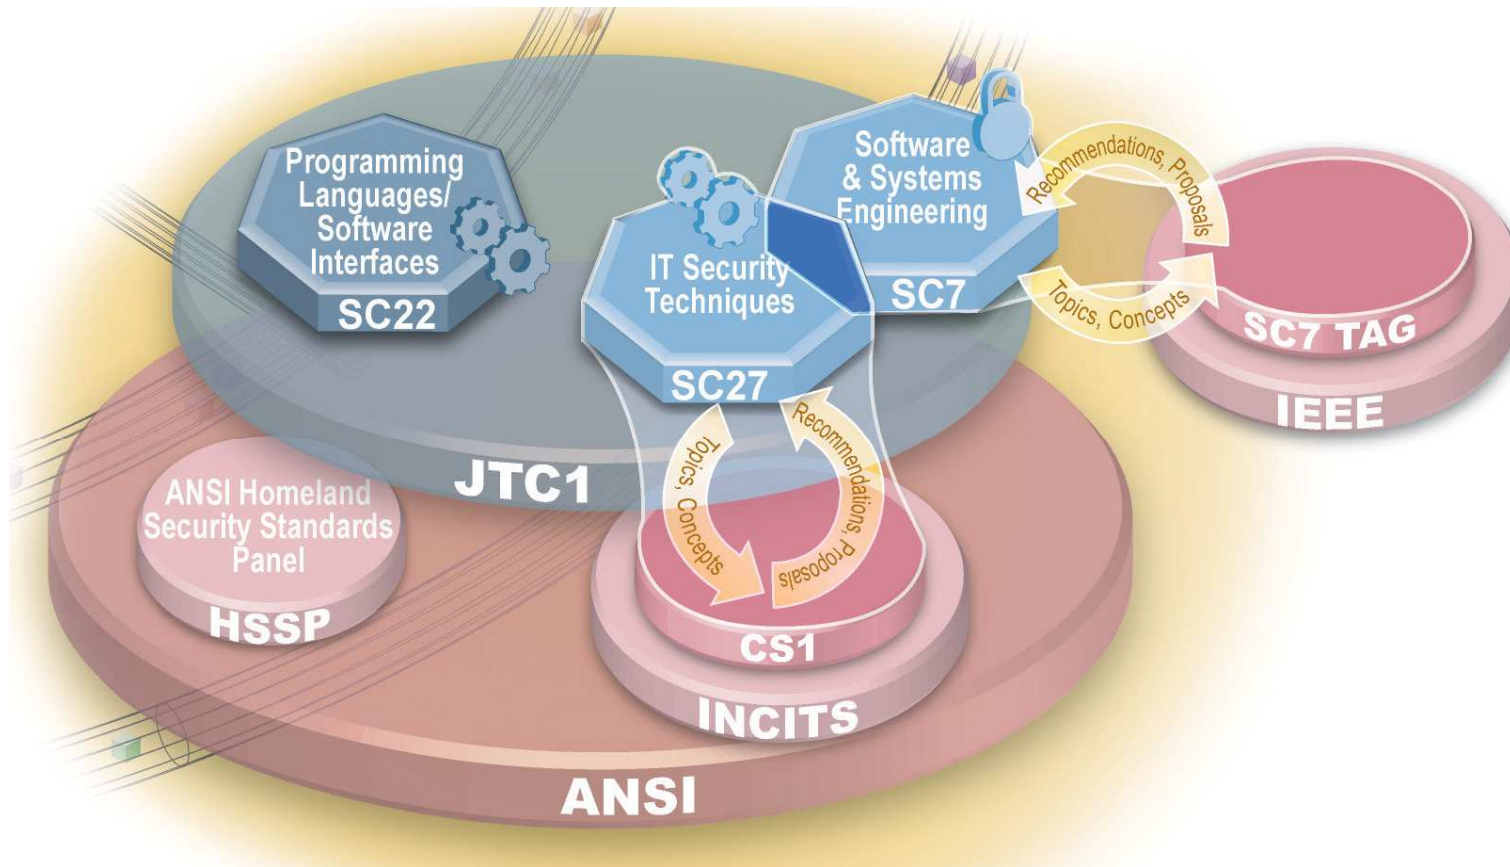 Programming
Languages/
Software
Interfaces
SC22
IT Security
Techniques
SC27
Software
& Systems
Engineering
SC7
Recommendations, Proposals
Topics, Concepts
SC7 TAG
IEEE
JTC1
Topics, Concepts
Recommendations, Proposals
ANSI Homeland
Security Standards
Panel
HSSP
CS1
INCITS
ANSI